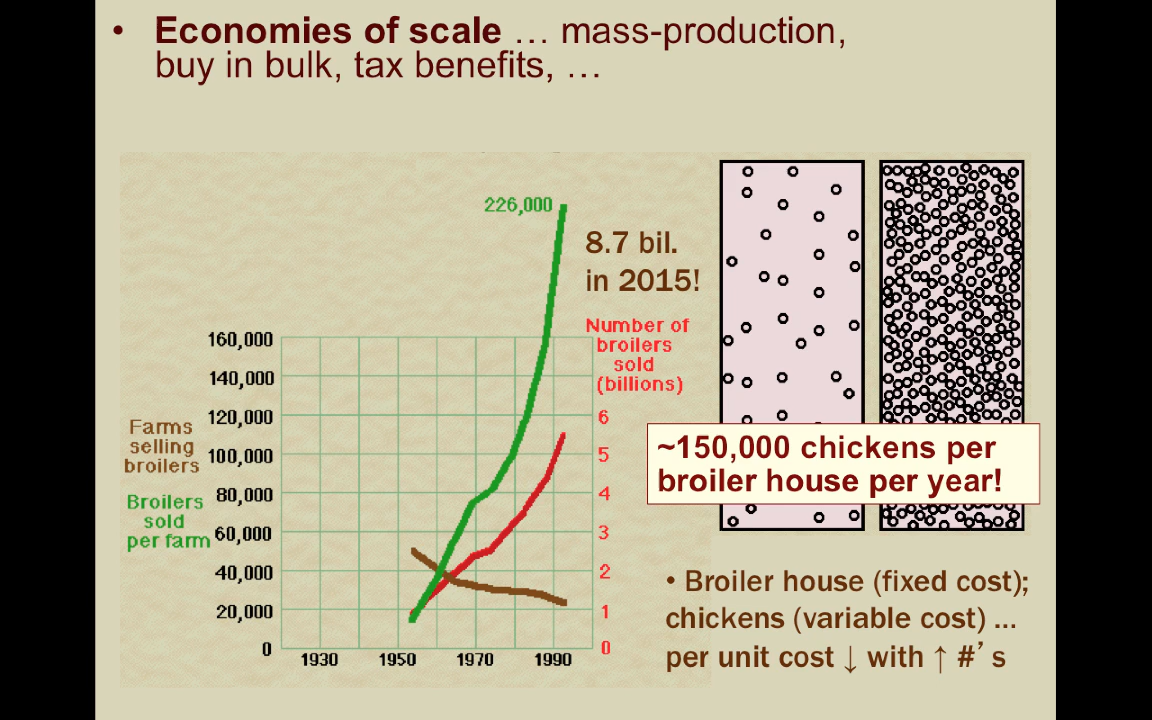 • Economies of scale … mass-production,
buy in bulk, tax benefits, …
226,000
8.7 bil.
in 2015!
Number of
broilers
sold
(billions)
160,000
140,000
120,000
100,000
80,000
60,000
40,000
20,000
0
Farms
selling
broilers
Broilers
sold
per farm
6
5
4
3
2
1
0
1930 1950 1970 1990
~150,000 chickens per
broiler house per year!
• Broiler house (fixed cost);
chickens (variable cost) …
per unit cost ↓ with ↑ #’ s